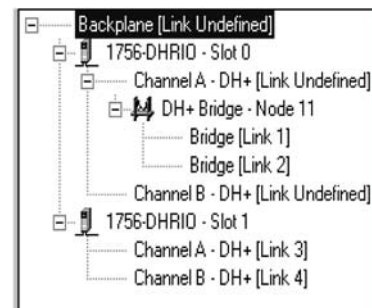 Backplane [Link Undefined]
1756-DHRIO - Slot 0
Channel A - DH+ [Link Undefined]
DH+ Bridge - Node 11
Bridge [Link 1]
Bridge [Link 2]
Channel B - DH+ [Link Undefined]
1756-DHRIO - Slot 1
Channel A - DH+ [Link 3]
Channel B - DH+ [Link 4]